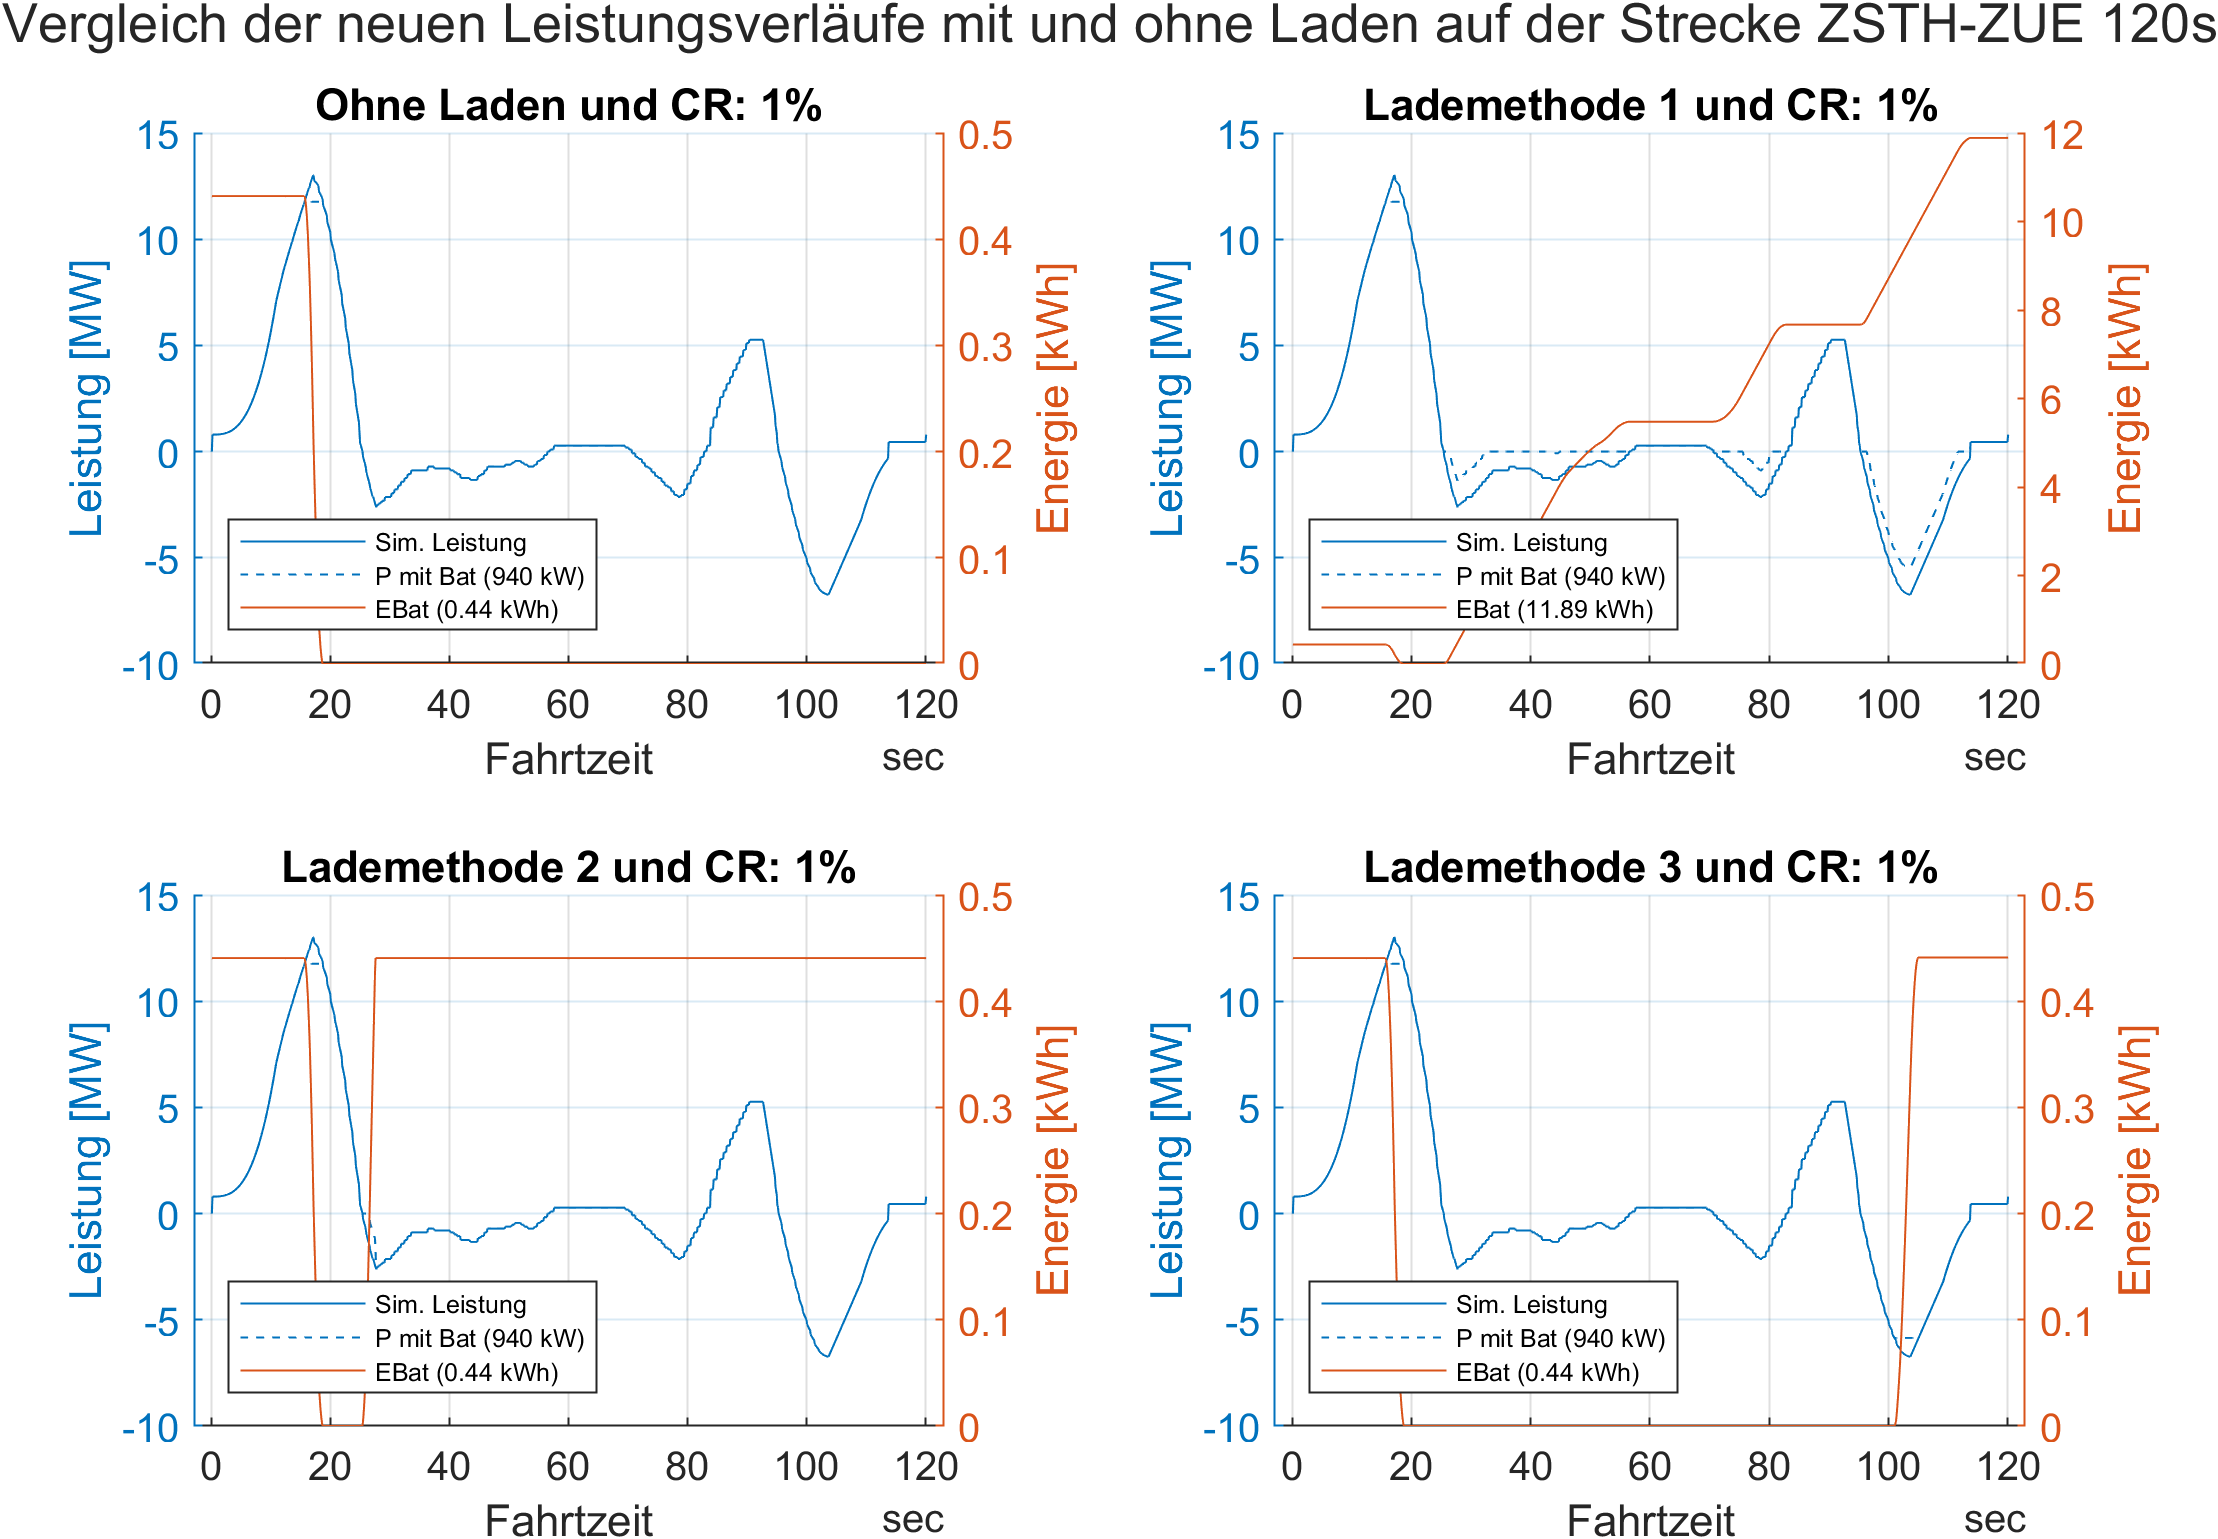 Vergleich der neuen Leistungsverläufe mit und ohne Laden auf der Strecke ZSTH-ZUE 120s
Ohne Laden und CR: 1%
15
10
5
0
-5
-10
Leistung [MW]
0.5
0.4
0.3
0.2
0.1
0
Energie [kWh]
Sim. Leistung
P mit Bat (940 kW)
EBat (0.44 kWh)
0 20 40 60 80 100 120
Fahrtzeit sec
Lademethode 1 und CR: 1%
15
10
5
0
-5
-10
Leistung [MW]
12
10
8
6
4
2
0
Energie [kWh]
Sim. Leistung
P mit Bat (940 kW)
EBat (11.89 kWh)
0 20 40 60 80 100 120
Fahrtzeit sec
Lademethode 2 und CR: 1%
15
10
5
0
-5
-10
Leistung [MW]
0.5
0.4
0.3
0.2
0.1
0
Energie [kWh]
Sim. Leistung
P mit Bat (940 kW)
EBat (0.44 kWh)
0 20 40 60 80 100 120
Fahrtzeit sec
Lademethode 3 und CR: 1%
15
10
5
0
-5
-10
Leistung [MW]
0.5
0.4
0.3
0.2
0.1
0
Energie [kWh]
Sim. Leistung
P mit Bat (940 kW)
EBat (0.44 kWh)
0 20 40 60 80 100 120
Fahrtzeit sec